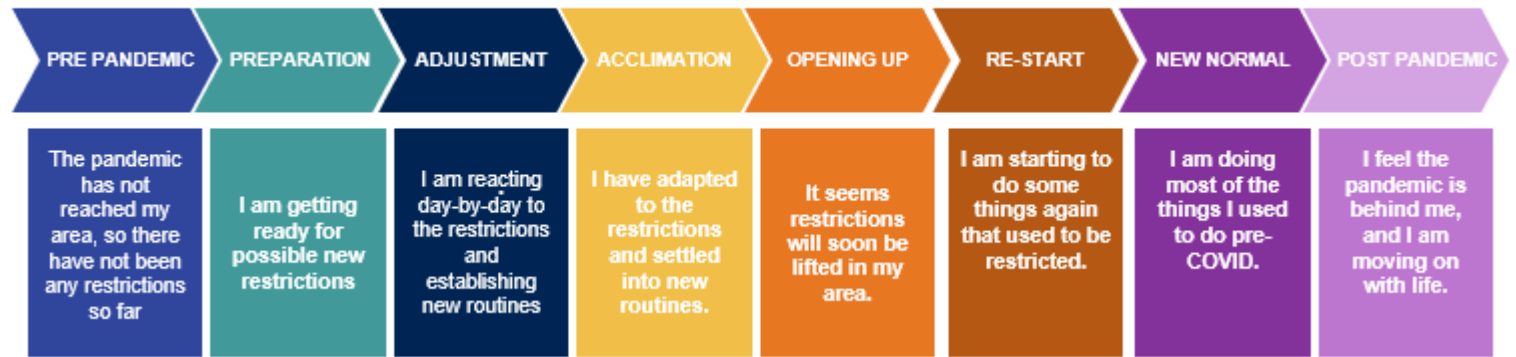 PRE PANDEMIC
PREPARATION
ADJUSTMENT
ACCLIMATION
OPENING UP
RE-START
NEW NORMAL
POST PANDEMIC
The pandemic
has not
reached my
area, so there
have not been
any restrictions
so far
I am getting
ready for
possible new
restrictions
I am reacting
day-by-day to
the restrictions
and
establishing
new routines
I have adapted
to the
restrictions
and settled
into new
routines.
It seems
restrictions
will soon be
lifted in my
area.
I am starting to
do some
things again
that used to be
restricted.
I am doing
most of the
things I used
to do pre-
COVID.
I feel the
pandemic is
behind me,
and I am
moving on
with life.